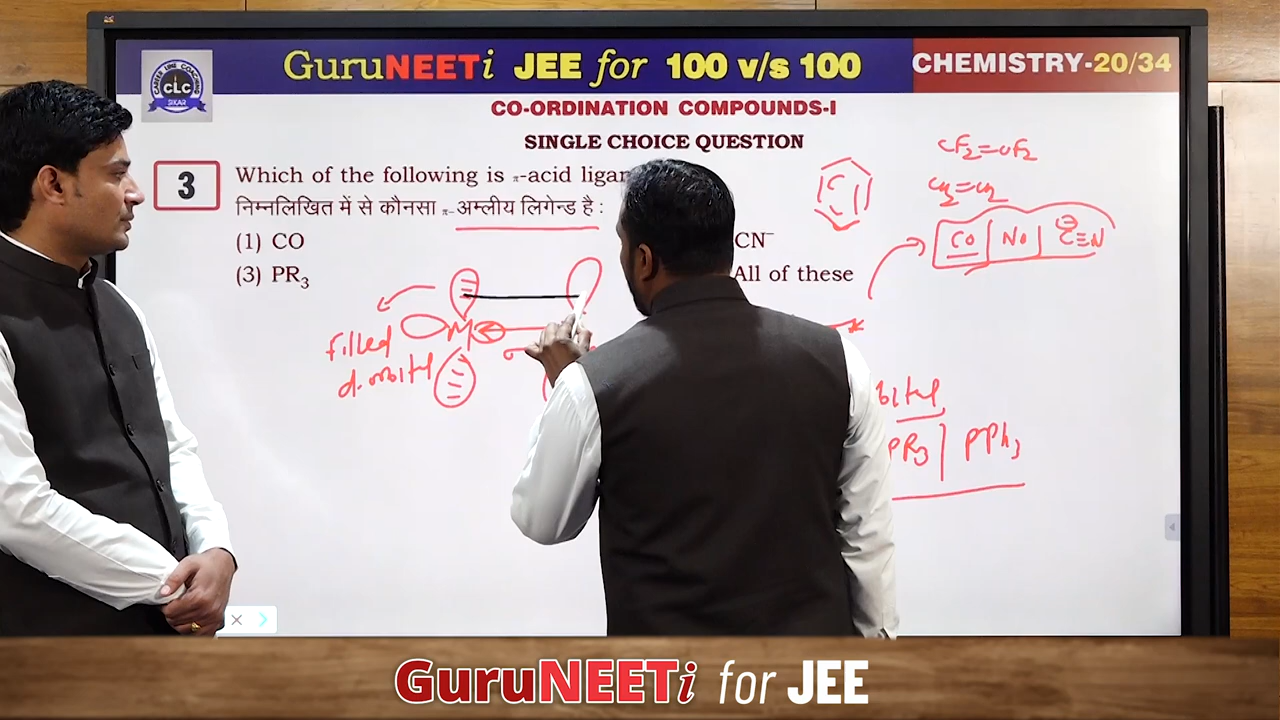 GuruNEETi JEE for 100 v/s 100
CHEMISTRY-20/34
CLC
SIKAR
CO-ORDINATION COMPOUNDS-I
SINGLE CHOICE QUESTION
3
Which of the following is π-acid ligan
निम्नलिखित में से कौनसा π-अम्लीय लिगेन्ड है :
(1) CO
CN⁻
(3) PR₃
All of these
CF₂=CF₂
CH₂=CH₂
CO | NO | C≡N
filled
d-orbital
M
σ
bital
PR₃ | PPh₃
GuruNEETi for JEE